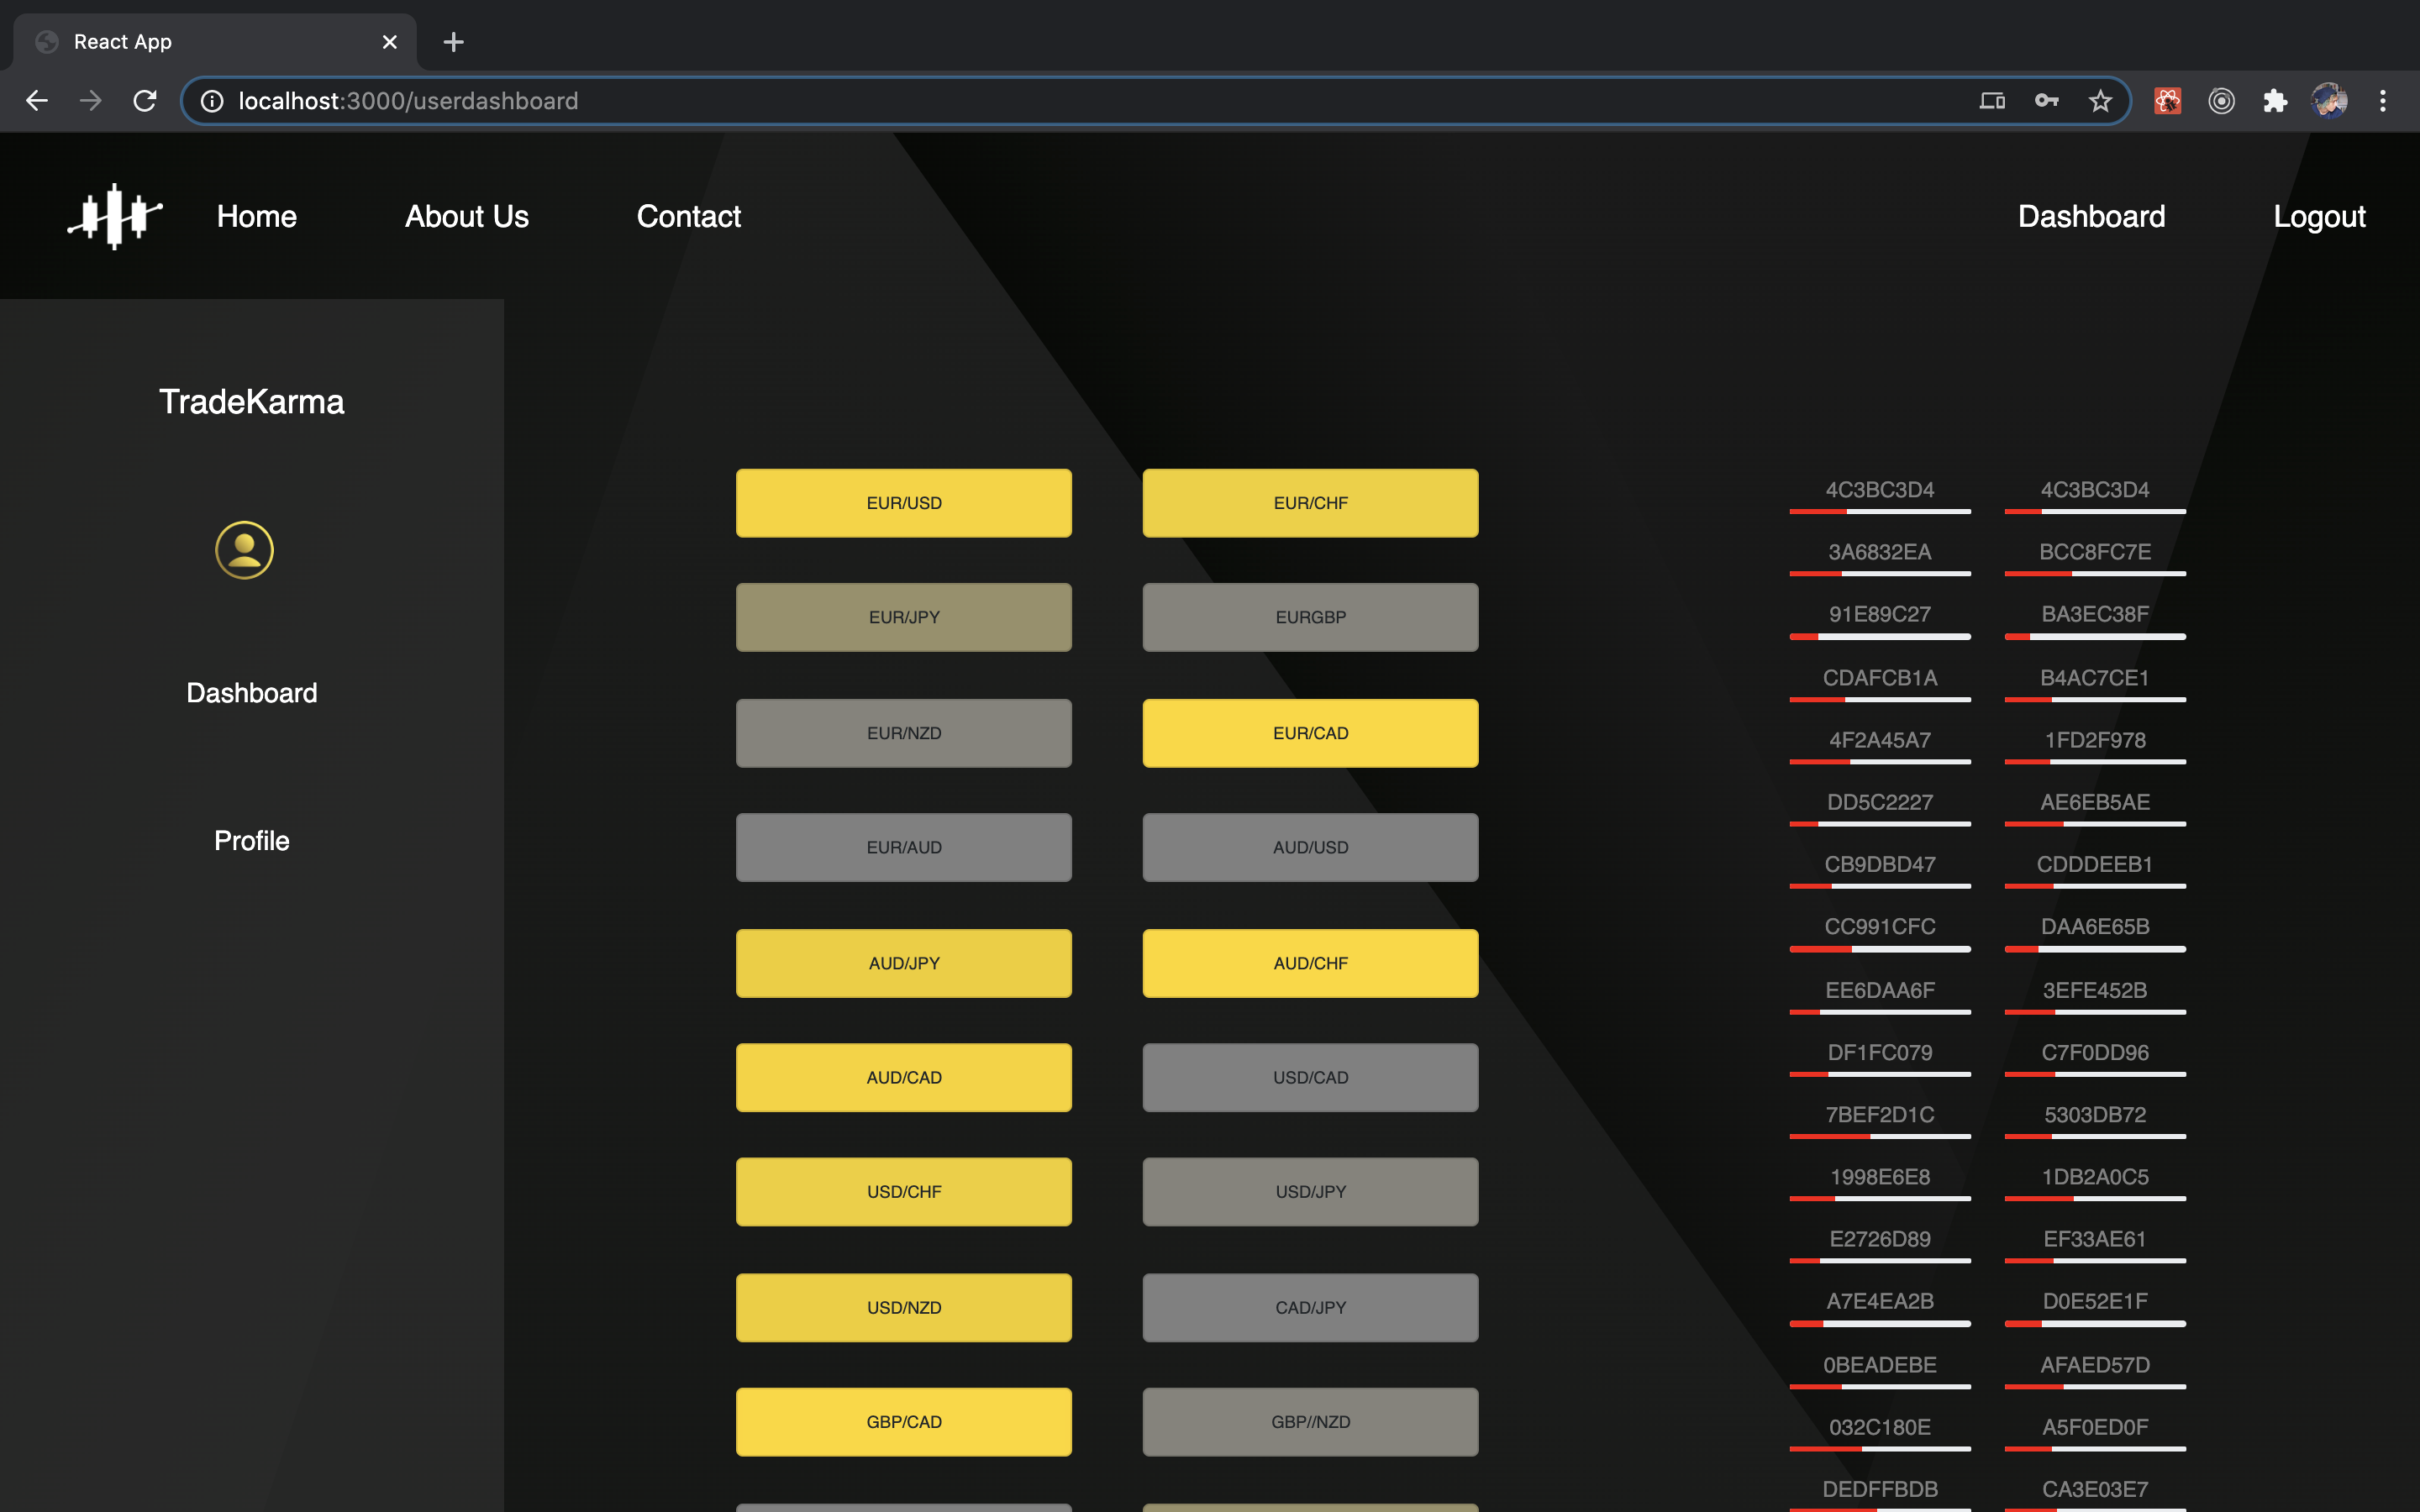 React App
localhost:3000/userdashboard
Home About Us Contact Dashboard Logout
TradeKarma
Dashboard
Profile
EUR/USD EUR/CHF
EUR/JPY EURGBP
EUR/NZD EUR/CAD
EUR/AUD AUD/USD
AUD/JPY AUD/CHF
AUD/CAD USD/CAD
USD/CHF USD/JPY
USD/NZD CAD/JPY
GBP/CAD GBP//NZD
4C3BC3D4 4C3BC3D4
3A6832EA BCC8FC7E
91E89C27 BA3EC38F
CDAFCB1A B4AC7CE1
4F2A45A7 1FD2F978
DD5C2227 AE6EB5AE
CB9DBD47 CDDDEEB1
CC991CFC DAA6E65B
EE6DAA6F 3EFE452B
DF1FC079 C7F0DD96
7BEF2D1C 5303DB72
1998E6E8 1DB2A0C5
E2726D89 EF33AE61
A7E4EA2B D0E52E1F
0BEADEBE AFAED57D
032C180E A5F0ED0F
DEDFFBDB CA3E03E7